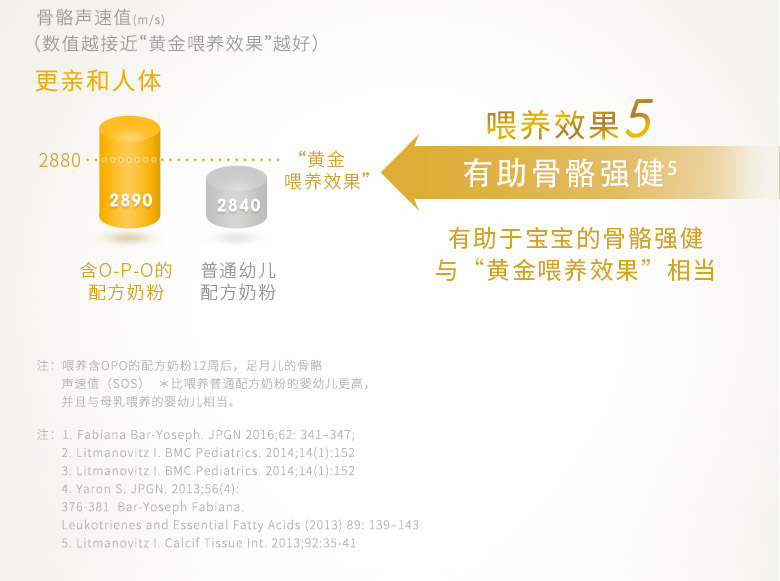 骨骼声速值(m/s)
（数值越接近“黄金喂养效果”越好）
更亲和人体
2880
2890
2840
“黄金
喂养效果”
含O-P-O的
配方奶粉
普通幼儿
配方奶粉
喂养效果5
有助骨骼强健5
有助于宝宝的骨骼强健
与“黄金喂养效果”相当
注：喂养含OPO的配方奶粉12周后，足月儿的骨骼
声速值（SOS） ＊比喂养普通配方奶粉的婴幼儿更高，
并且与母乳喂养的婴幼儿相当。
注：1. Fabiana Bar-Yoseph. JPGN 2016;62: 341–347;
2. Litmanovitz I. BMC Pediatrics. 2014;14(1):152
3. Litmanovitz I. BMC Pediatrics. 2014;14(1):152
4. Yaron S. JPGN. 2013;56(4):
376-381 Bar-Yoseph Fabiana.
Leukotrienes and Essential Fatty Acids (2013) 89: 139–143
5. Litmanovitz I. Calcif Tissue Int. 2013;92:35-41